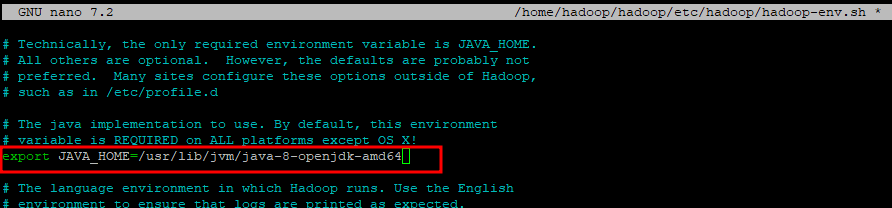 GNU nano 7.2 /home/hadoop/hadoop/etc/hadoop/hadoop-env.sh *
# Technically, the only required environment variable is JAVA_HOME.
# All others are optional.  However, the defaults are probably not
# preferred.  Many sites configure these options outside of Hadoop,
# such as in /etc/profile.d
# The java implementation to use. By default, this environment
# variable is REQUIRED on ALL platforms except OS X!
export JAVA_HOME=/usr/lib/jvm/java-8-openjdk-amd64
# The language environment in which Hadoop runs. Use the English
# environment to ensure that logs are printed as expected.